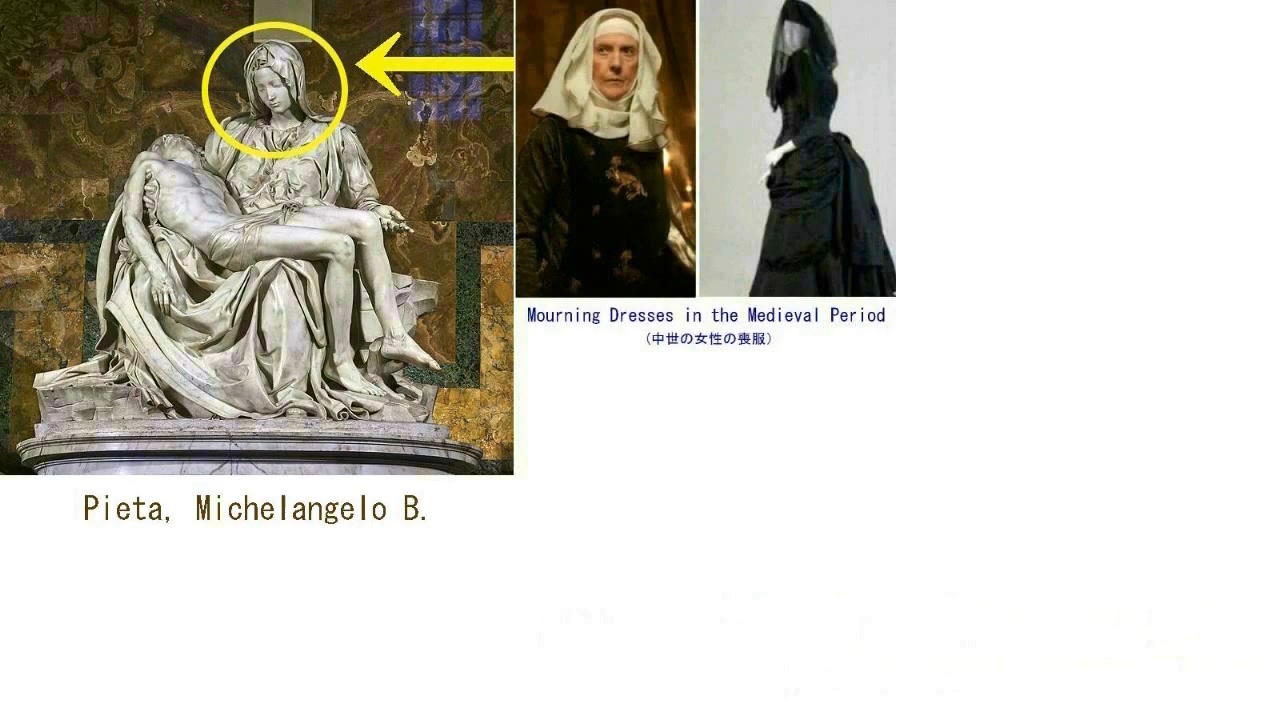 Mourning Dresses in the Medieval Period
（中世の女性の喪服）
Pieta, Michelangelo B.